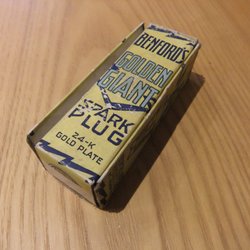 BENFORD'S
GOLDEN
GIANT
SPARK
PLUG
24-K
GOLD PLATE